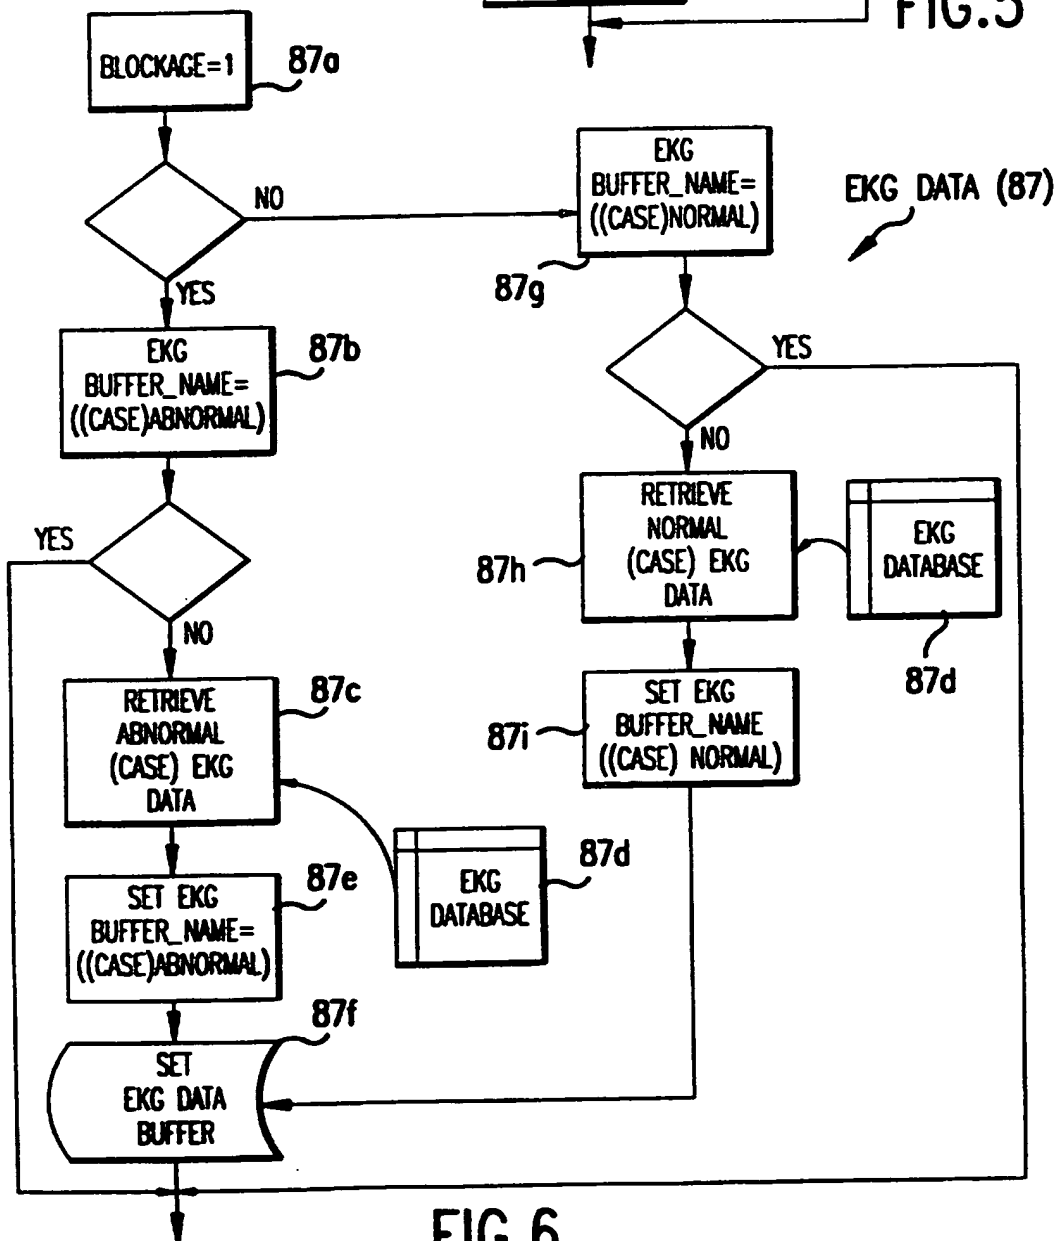 FIG.5
BLOCKAGE=1
87a
NO
YES
EKG
BUFFER_NAME=
((CASE)NORMAL)
87g
EKG DATA (87)
EKG
BUFFER_NAME=
((CASE)ABNORMAL)
87b
YES
NO
YES
NO
RETRIEVE
NORMAL
(CASE) EKG
DATA
87h
EKG
DATABASE
87d
RETRIEVE
ABNORMAL
(CASE) EKG
DATA
87c
SET EKG
BUFFER_NAME
((CASE) NORMAL)
87i
EKG
DATABASE
87d
SET EKG
BUFFER_NAME=
((CASE)ABNORMAL)
87e
SET
EKG DATA
BUFFER
87f
FIG.6